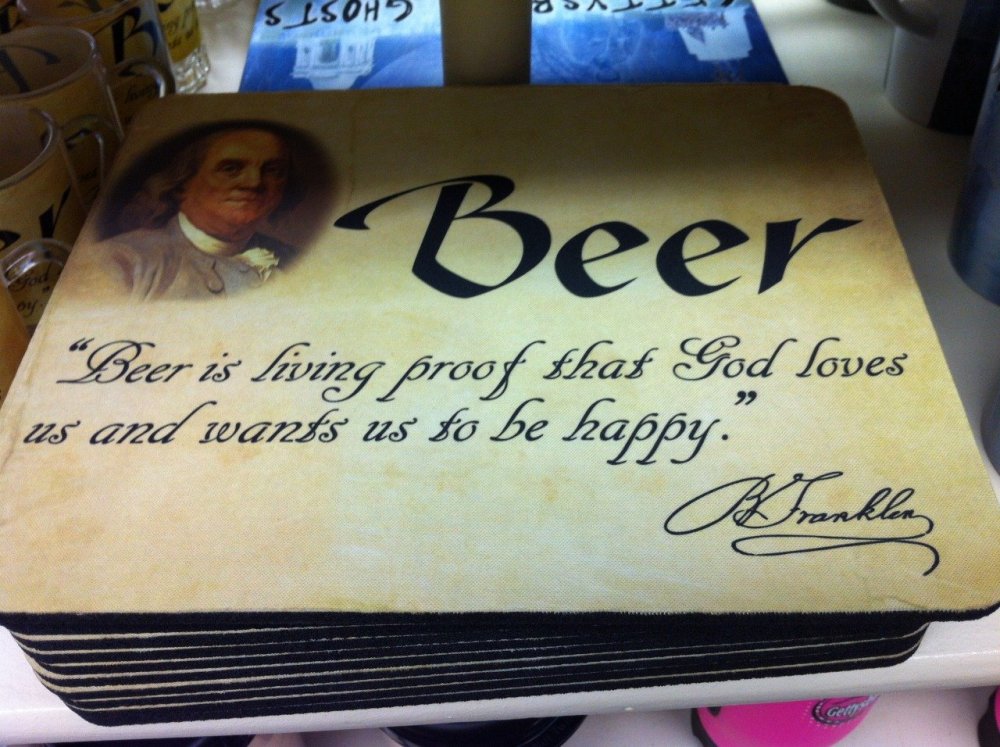 GHOSTS
Beer
“Beer is living proof that God loves
us and wants us to be happy.”
B Franklin